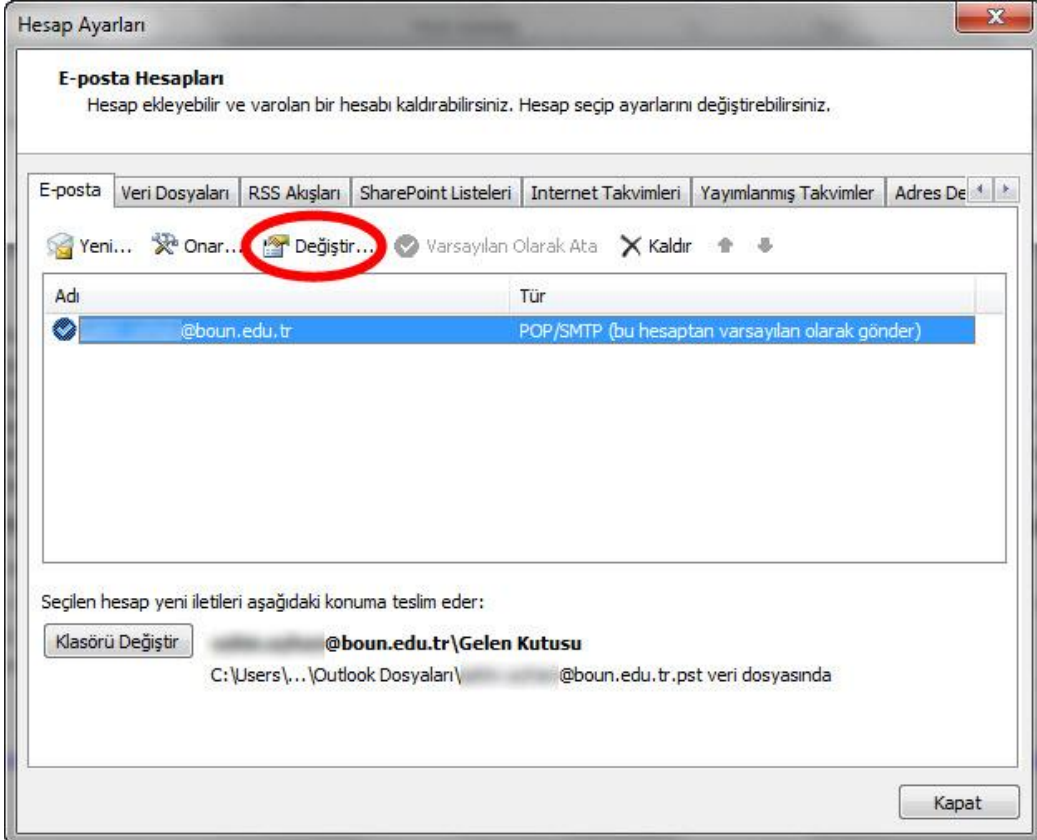 Hesap Ayarları
E-posta Hesapları
Hesap ekleyebilir ve varolan bir hesabı kaldırabilirsiniz. Hesap seçip ayarlarını değiştirebilirsiniz.
E-posta Veri Dosyaları RSS Akışları SharePoint Listeleri Internet Takvimleri Yayımlanmış Takvimler Adres De
Yeni... Onar... Değiştir... Varsayılan Olarak Ata Kaldır
Adı Tür
@boun.edu.tr POP/SMTP (bu hesaptan varsayılan olarak gönder)
Seçilen hesap yeni iletileri aşağıdaki konuma teslim eder:
Klasörü Değiştir @boun.edu.tr\Gelen Kutusu
C:\Users\...\Outlook Dosyaları\ @boun.edu.tr.pst veri dosyasında
Kapat